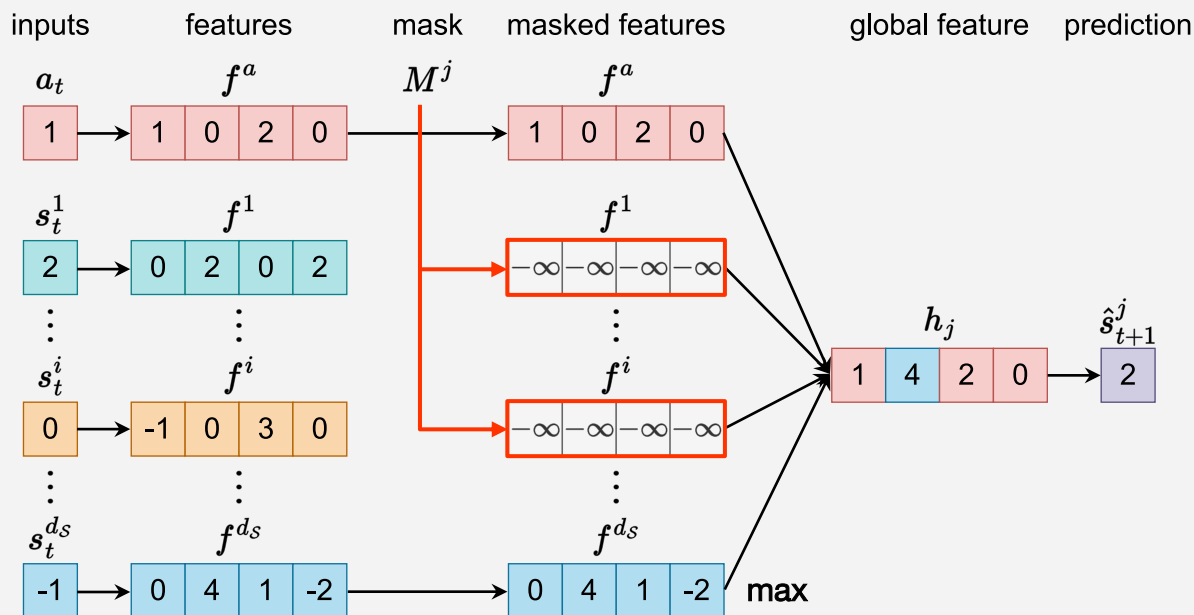 inputs features mask masked features global feature prediction
a_t f^a M^j f^a
1 1 0 2 0 1 0 2 0
s_t^1 f^1 f^1
2 0 2 0 2 −∞ −∞ −∞ −∞
⋮ ⋮ ⋮
h_j ŝ_{t+1}^j
s_t^i f^i f^i
1 4 2 0 2
0 -1 0 3 0 −∞ −∞ −∞ −∞
⋮ ⋮ ⋮
s_t^{d_𝒮} f^{d_𝒮} f^{d_𝒮}
-1 0 4 1 -2 0 4 1 -2 max